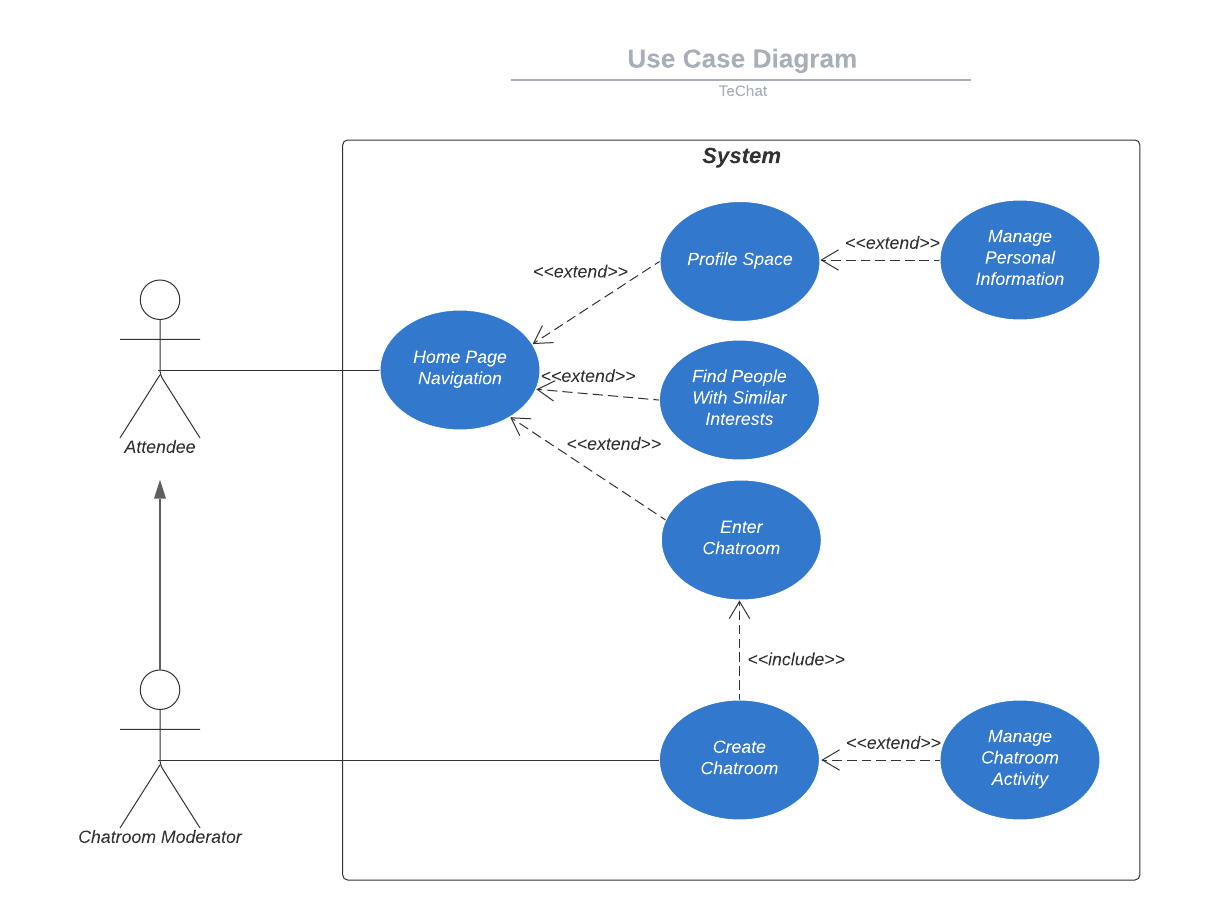 Use Case Diagram
TeChat
System
Profile Space
<<extend>>
Manage
Personal
Information
<<extend>>
Home Page
Navigation
<<extend>>
Find People
With Similar
Interests
<<extend>>
Attendee
Enter
Chatroom
<<include>>
Create
Chatroom
<<extend>>
Manage
Chatroom
Activity
Chatroom Moderator